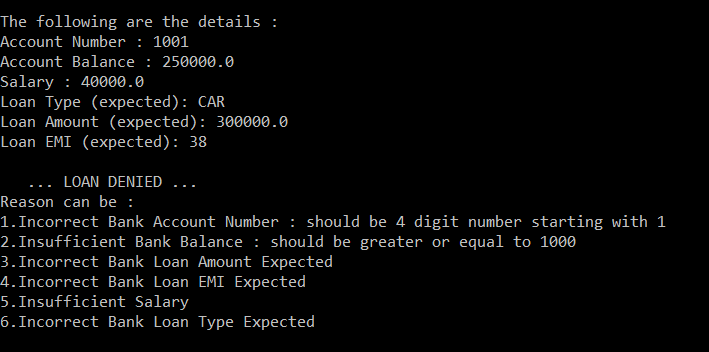 The following are the details :
Account Number : 1001
Account Balance : 250000.0
Salary : 40000.0
Loan Type (expected): CAR
Loan Amount (expected): 300000.0
Loan EMI (expected): 38
... LOAN DENIED ...
Reason can be :
1.Incorrect Bank Account Number : should be 4 digit number starting with 1
2.Insufficient Bank Balance : should be greater or equal to 1000
3.Incorrect Bank Loan Amount Expected
4.Incorrect Bank Loan EMI Expected
5.Insufficient Salary
6.Incorrect Bank Loan Type Expected